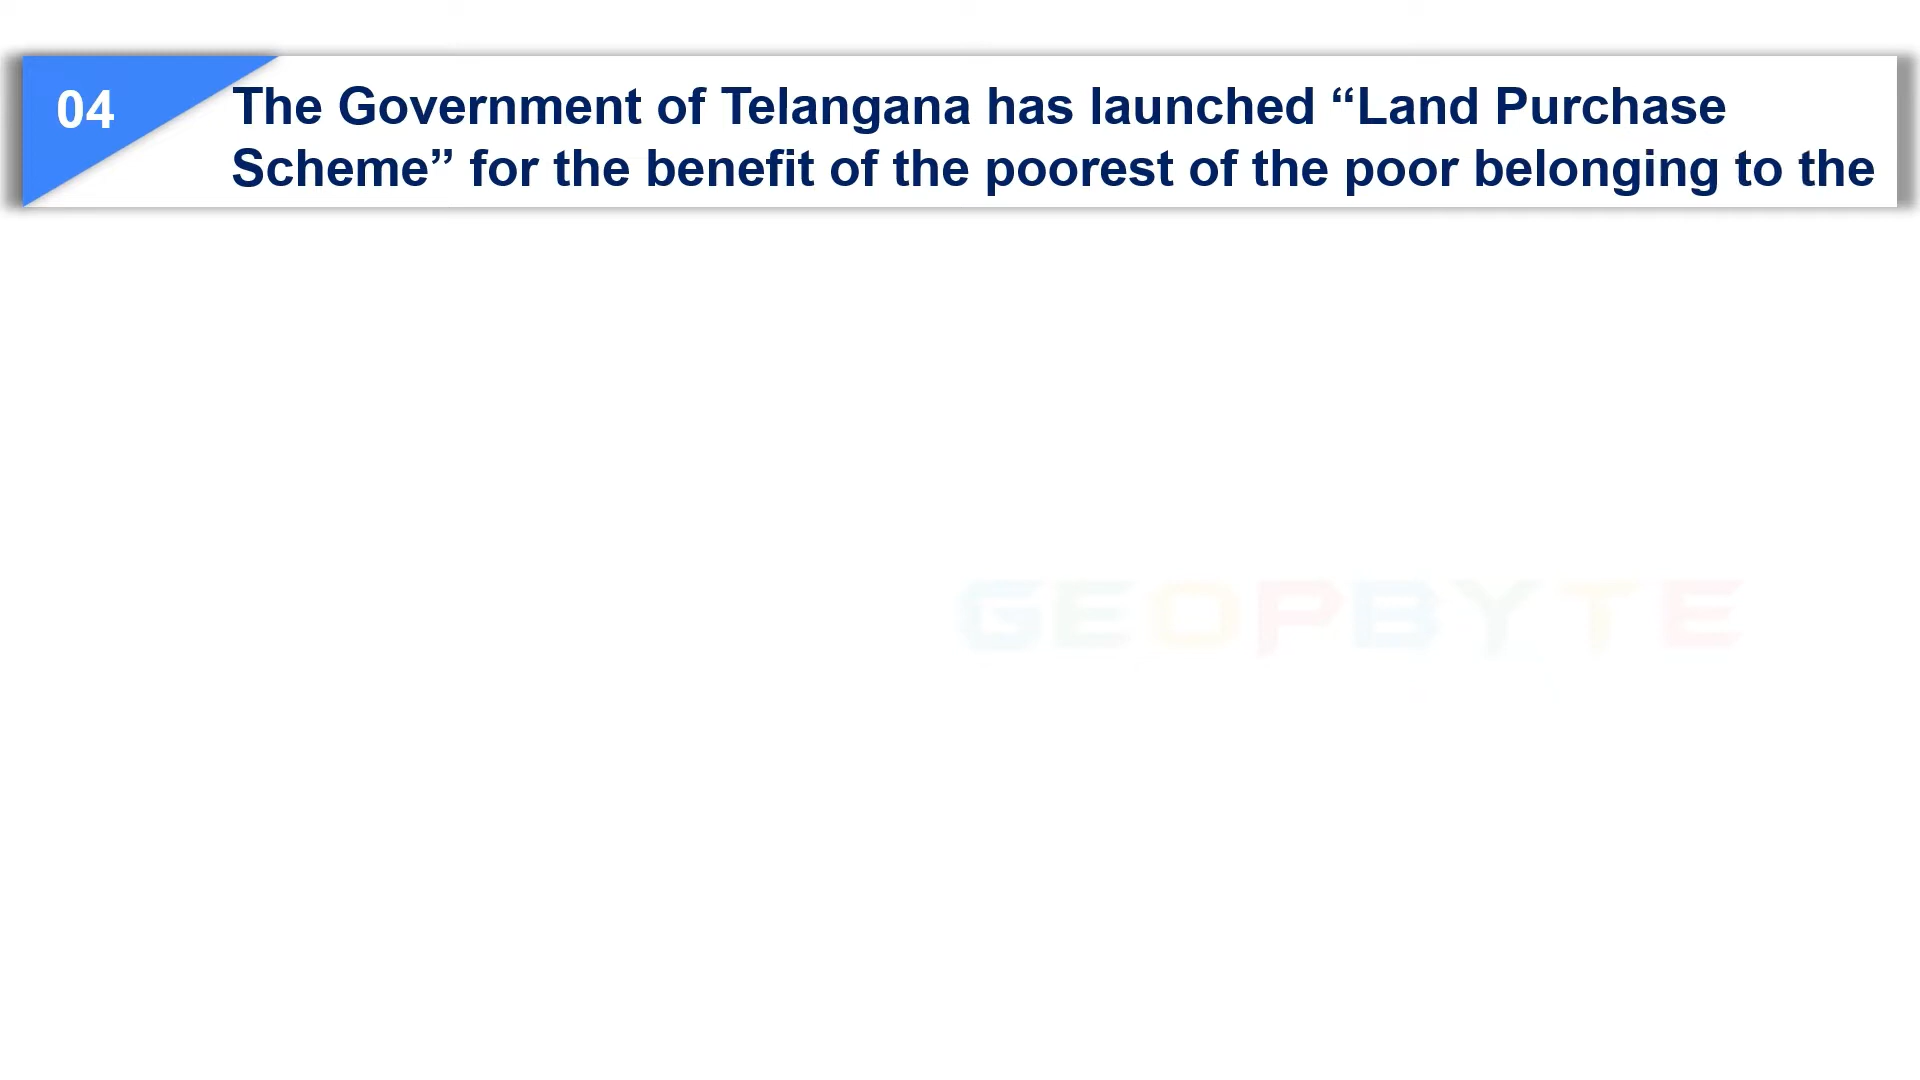 04
The Government of Telangana has launched “Land Purchase
Scheme” for the benefit of the poorest of the poor belonging to the
GEOPBYTE